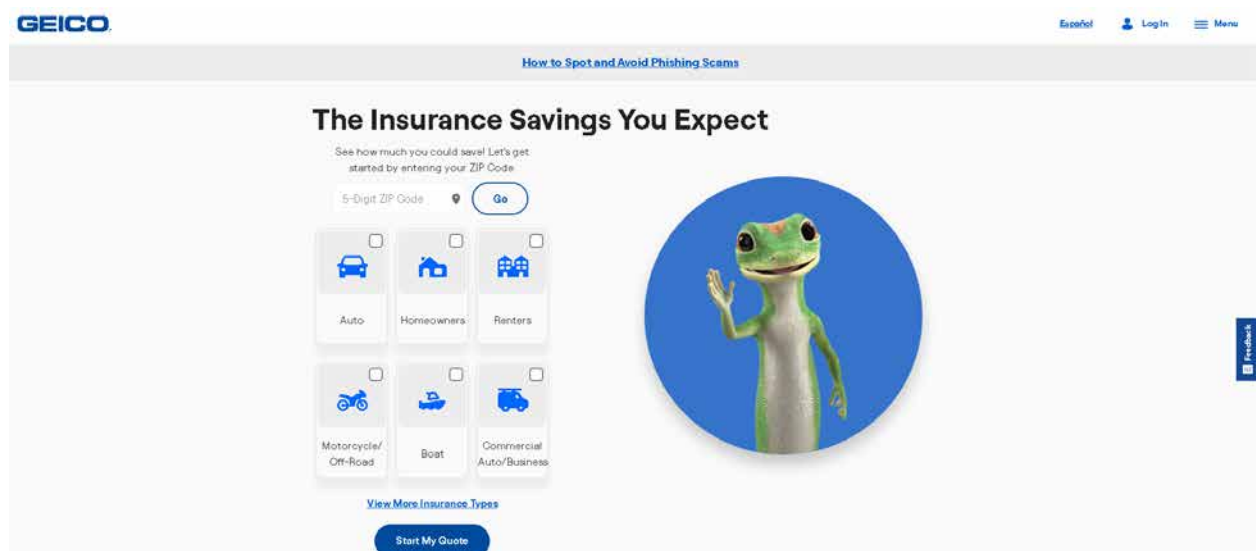 GEICO
Español
Log In
Menu
How to Spot and Avoid Phishing Scams
The Insurance Savings You Expect
See how much you could save! Let's get
started by entering your ZIP Code
5-Digit ZIP Code
Go
Auto
Homeowners
Renters
Motorcycle/
Off-Road
Boat
Commercial
Auto/Business
View More Insurance Types
Start My Quote
Feedback